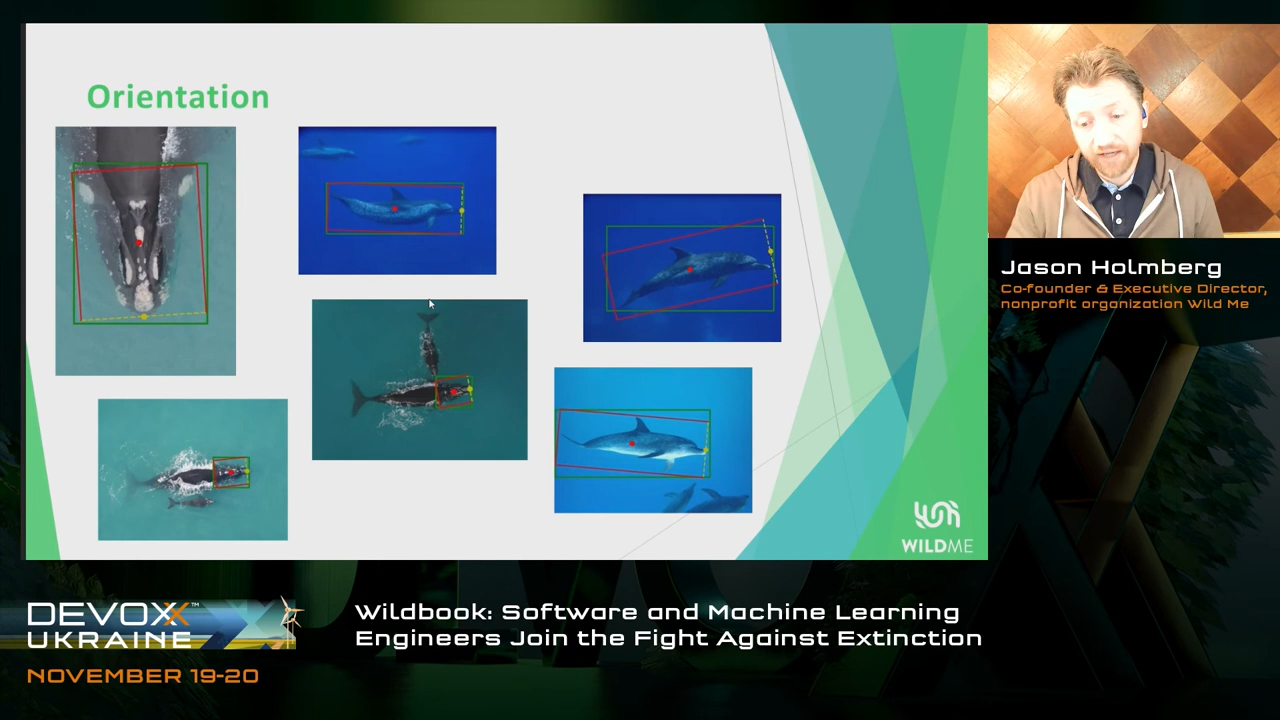 Orientation
WILDME
Jason Holmberg
Co-founder & Executive Director,
nonprofit organization Wild Me
DEVOXX™
UKRAINE
NOVEMBER 19-20
Wildbook: Software and Machine Learning
Engineers Join the Fight Against Extinction